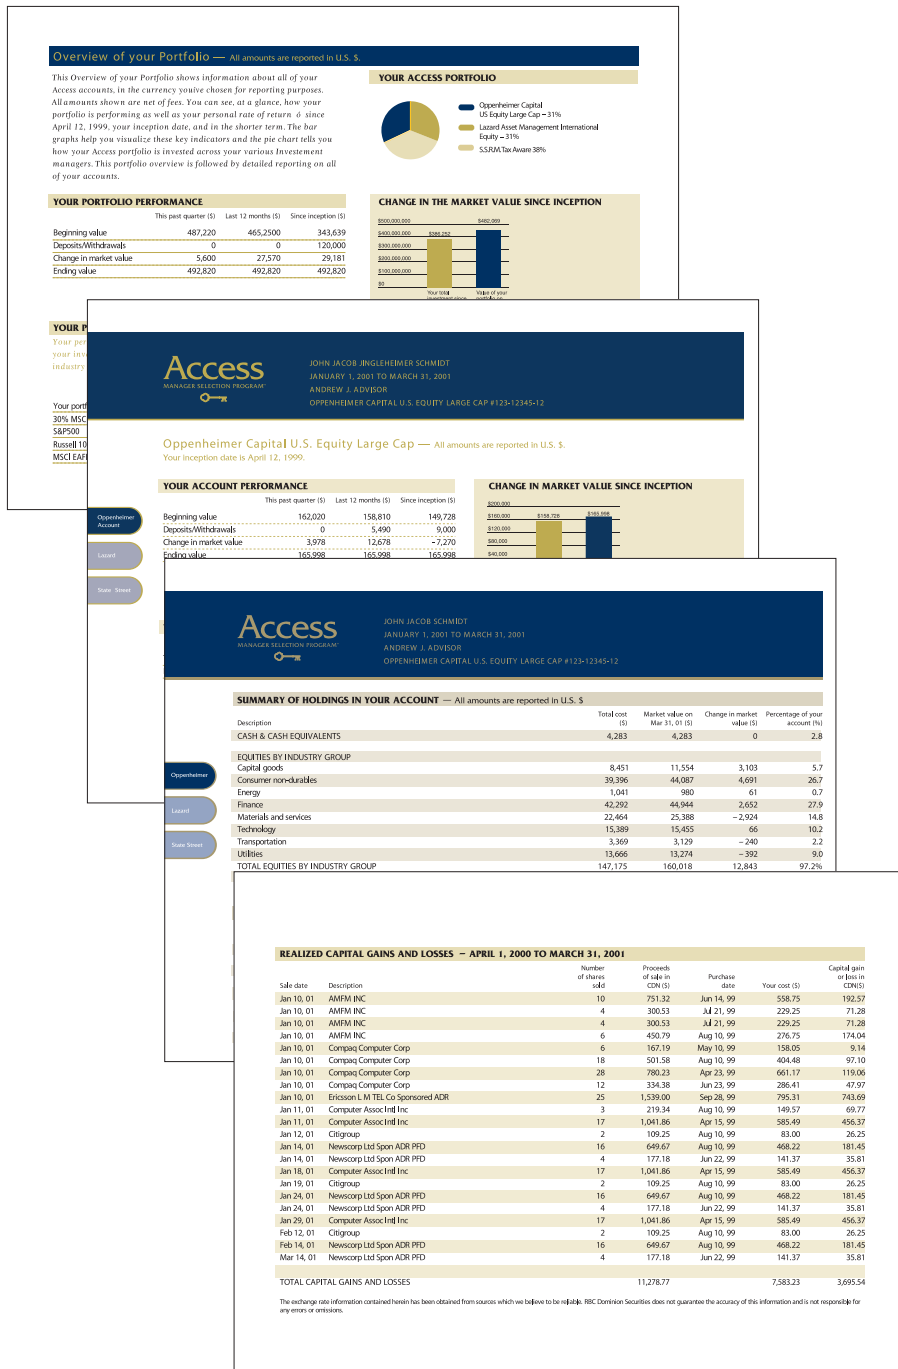 Overview of your Portfolio — All amounts are reported in U.S. $.
This Overview of your Portfolio shows information about all of your
Access accounts, in the currency youíve chosen for reporting purposes.
All amounts shown are net of fees. You can see, at a glance, how your
portfolio is performing as well as your personal rate of return ó since
April 12, 1999, your inception date, and in the shorter term. The bar
graphs help you visualize these key indicators and the pie chart tells you
how your Access portfolio is invested across your various Investement
managers. This portfolio overview is followed by detailed reporting on all
of your accounts.
YOUR ACCESS PORTFOLIO
Oppenheimer Capital
US Equity Large Cap – 31%
Lazard Asset Management International
Equity – 31%
S.S.R.M. Tax Aware 38%
YOUR PORTFOLIO PERFORMANCE
This past quarter ($) Last 12 months ($) Since inception ($)
Beginning value 487,220 465,2500 343,639
Deposits/Withdrawls 0 0 120,000
Change in market value 5,600 27,570 29,181
Ending value 492,820 492,820 492,820
CHANGE IN THE MARKET VALUE SINCE INCEPTION
$500,000,000
$400,000,000
$300,000,000
$200,000,000
$100,000,000
$0
$386,252
$482,069
Your total
investment since
Value of your
portfolio on
YOUR P
Your per
your inve
industry
Your portf
30% MSC
S&P500
Russell 10
MSCI EAFE
Access
MANAGER SELECTION PROGRAM
JOHN JACOB JINGLEHEIMER SCHMIDT
JANUARY 1, 2001 TO MARCH 31, 2001
ANDREW J. ADVISOR
OPPENHEIMER CAPITAL U.S. EQUITY LARGE CAP #123-12345-12
Oppenheimer Capital U.S. Equity Large Cap — All amounts are reported in U.S. $.
Your inception date is April 12, 1999.
YOUR ACCOUNT PERFORMANCE
This past quarter ($) Last 12 months ($) Since inception ($)
Beginning value 162,020 158,810 149,728
Deposits/Withdrawls 0 5,490 9,000
Change in market value 3,978 12,678 –7,270
Ending value 165,998 165,998 165,998
CHANGE IN MARKET VALUE SINCE INCEPTION
$200,000
$160,000
$120,000
$80,000
$40,000
$158,728
$165,998
Oppenheimer
Account
Lazard
State Street
Access
MANAGER SELECTION PROGRAM
JOHN JACOB SCHMIDT
JANUARY 1, 2001 TO MARCH 31, 2001
ANDREW J. ADVISOR
OPPENHEIMER CAPITAL U.S. EQUITY LARGE CAP #123-12345-12
SUMMARY OF HOLDINGS IN YOUR ACCOUNT — All amounts are reported in U.S. $
Description Total cost ($) Market value on Mar 31, 01 ($) Change in market value ($) Percentage of your account (%)
CASH & CASH EQUIVALENTS 4,283 4,283 0 2.8
EQUITIES BY INDUSTRY GROUP
Capital goods 8,451 11,554 3,103 5.7
Consumer non-durables 39,396 44,087 4,691 26.7
Energy 1,041 980 61 0.7
Finance 42,292 44,944 2,652 27.9
Materials and services 22,464 25,388 –2,924 14.8
Technology 15,389 15,455 66 10.2
Transportation 3,369 3,129 – 240 2.2
Utilities 13,666 13,274 – 392 9.0
TOTAL EQUITIES BY INDUSTRY GROUP 147,175 160,018 12,843 97.2%
Oppenheimer
Lazard
State Street
REALIZED CAPITAL GAINS AND LOSSES – APRIL 1, 2000 TO MARCH 31, 2001
Sale date Description Number of shares sold Proceeds of sale in CDN ($) Purchase date Your cost ($) Capital gain or loss in CDN($)
Jan 10, 01 AMFM INC 10 751.32 Jun 14, 99 558.75 192.57
Jan 10, 01 AMFM INC 4 300.53 Jul 21, 99 229.25 71.28
Jan 10, 01 AMFM INC 4 300.53 Jul 21, 99 229.25 71.28
Jan 10, 01 AMFM INC 6 450.79 Aug 10, 99 276.75 174.04
Jan 10, 01 Compaq Computer Corp 6 167.19 May 10, 99 158.05 9.14
Jan 10, 01 Compaq Computer Corp 18 501.58 Aug 10, 99 404.48 97.10
Jan 10, 01 Compaq Computer Corp 28 780.23 Apr 23, 99 661.17 119.06
Jan 10, 01 Compaq Computer Corp 12 334.38 Jun 23, 99 286.41 47.97
Jan 10, 01 Ericsson L M TEL Co Sponsored ADR 25 1,539.00 Sep 28, 99 795.31 743.69
Jan 11, 01 Computer Assoc Intl Inc 3 219.34 Aug 10, 99 149.57 69.77
Jan 11, 01 Computer Assoc Intl Inc 17 1,041.86 Apr 15, 99 585.49 456.37
Jan 12, 01 Citigroup 2 109.25 Aug 10, 99 83.00 26.25
Jan 14, 01 Newscorp Ltd Spon ADR PFD 16 649.67 Aug 10, 99 468.22 181.45
Jan 14, 01 Newscorp Ltd Spon ADR PFD 4 177.18 Jun 22, 99 141.37 35.81
Jan 18, 01 Computer Assoc Intl Inc 17 1,041.86 Apr 15, 99 585.49 456.37
Jan 19, 01 Citigroup 2 109.25 Aug 10, 99 83.00 26.25
Jan 24, 01 Newscorp Ltd Spon ADR PFD 16 649.67 Aug 10, 99 468.22 181.45
Jan 24, 01 Newscorp Ltd Spon ADR PFD 4 177.18 Jun 22, 99 141.37 35.81
Jan 29, 01 Computer Assoc Intl Inc 17 1,041.86 Apr 15, 99 585.49 456.37
Feb 12, 01 Citigroup 2 109.25 Aug 10, 99 83.00 26.25
Feb 14, 01 Newscorp Ltd Spon ADR PFD 16 649.67 Aug 10, 99 468.22 181.45
Mar 14, 01 Newscorp Ltd Spon ADR PFD 4 177.18 Jun 22, 99 141.37 35.81
TOTAL CAPITAL GAINS AND LOSSES 11,278.77 7,583.23 3,695.54
The exchange rate information contained herein has been obtained from sources which we believe to be reliable. RBC Dominion Securities does not guarantee the accuracy of this information and is not responsible for
any errors or omissions.